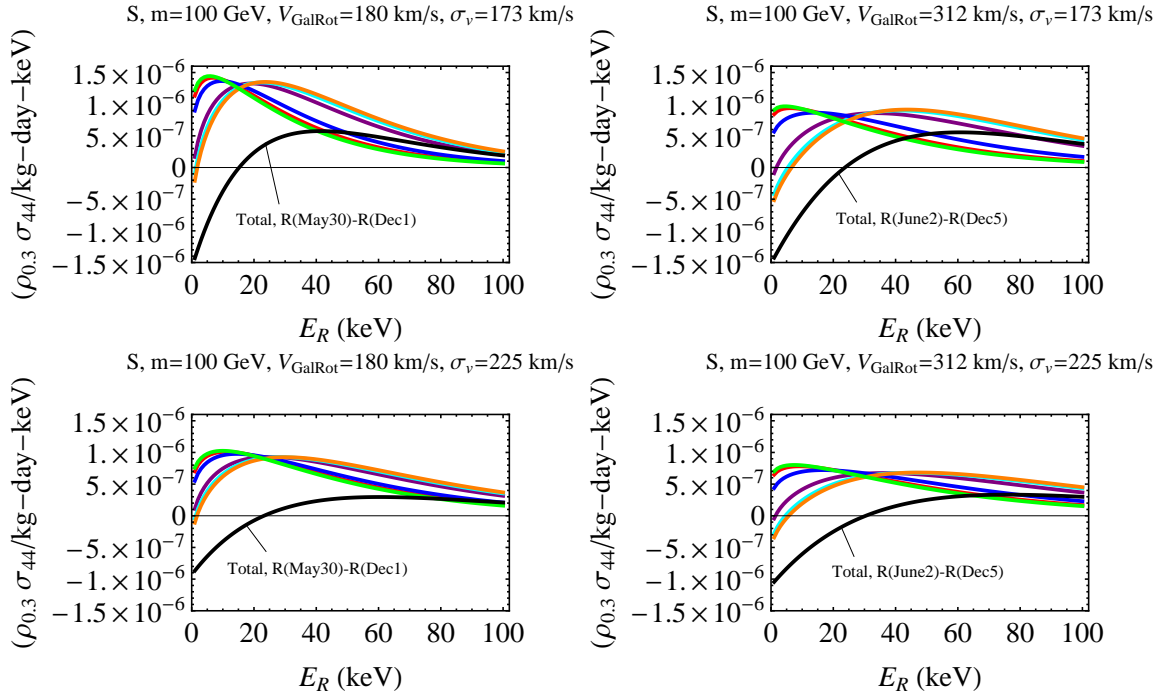 S, m=100 GeV, V_GalRot=180 km/s, σ_v=173 km/s
(ρ_0.3 σ_44/kg−day−keV)
1.5×10^-6
1.×10^-6
5.×10^-7
0
−5.×10^-7
−1.×10^-6
−1.5×10^-6
Total, R(May30)-R(Dec1)
0 20 40 60 80 100
E_R (keV)
S, m=100 GeV, V_GalRot=312 km/s, σ_v=173 km/s
(ρ_0.3 σ_44/kg−day−keV)
1.5×10^-6
1.×10^-6
5.×10^-7
0
−5.×10^-7
−1.×10^-6
−1.5×10^-6
Total, R(June2)-R(Dec5)
0 20 40 60 80 100
E_R (keV)
S, m=100 GeV, V_GalRot=180 km/s, σ_v=225 km/s
(ρ_0.3 σ_44/kg−day−keV)
1.5×10^-6
1.×10^-6
5.×10^-7
0
−5.×10^-7
−1.×10^-6
−1.5×10^-6
Total, R(May30)-R(Dec1)
0 20 40 60 80 100
E_R (keV)
S, m=100 GeV, V_GalRot=312 km/s, σ_v=225 km/s
(ρ_0.3 σ_44/kg−day−keV)
1.5×10^-6
1.×10^-6
5.×10^-7
0
−5.×10^-7
−1.×10^-6
−1.5×10^-6
Total, R(June2)-R(Dec5)
0 20 40 60 80 100
E_R (keV)